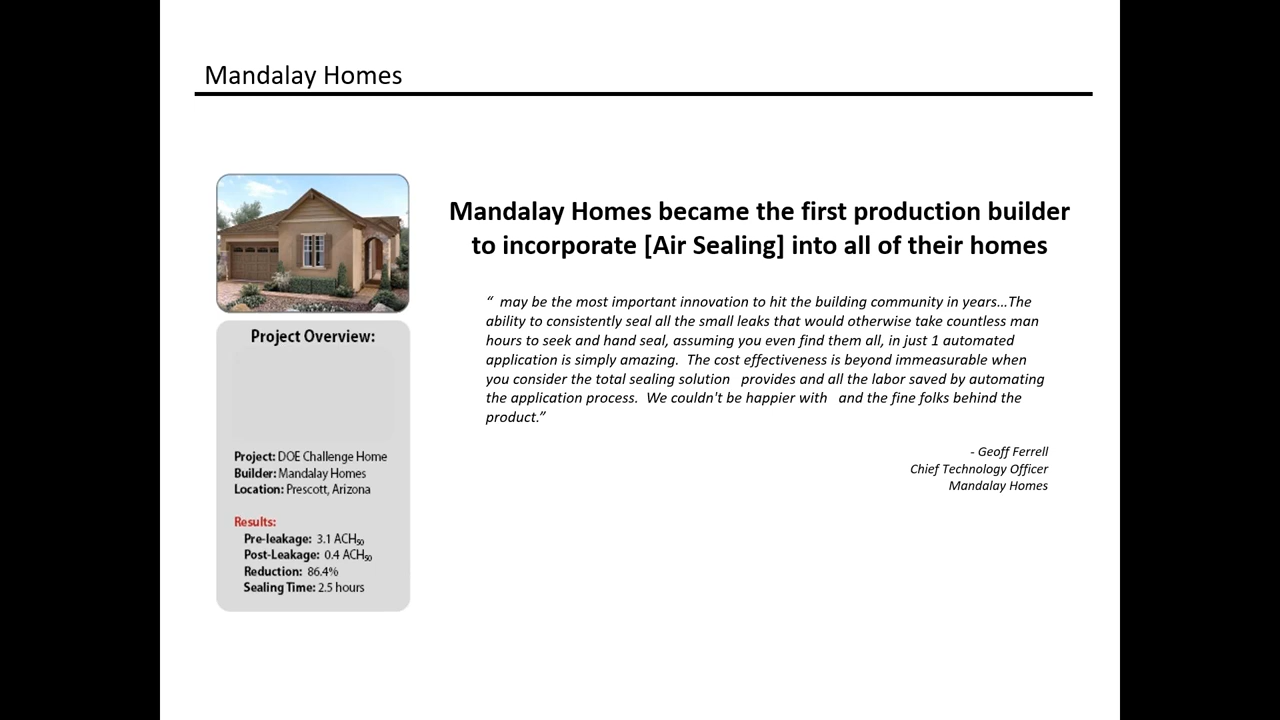 Mandalay Homes
Mandalay Homes became the first production builder
to incorporate [Air Sealing] into all of their homes
“ may be the most important innovation to hit the building community in years…The
ability to consistently seal all the small leaks that would otherwise take countless man
hours to seek and hand seal, assuming you even find them all, in just 1 automated
application is simply amazing. The cost effectiveness is beyond immeasurable when
you consider the total sealing solution provides and all the labor saved by automating
the application process. We couldn't be happier with and the fine folks behind the
product.”
- Geoff Ferrell
Chief Technology Officer
Mandalay Homes
Project Overview:
Project: DOE Challenge Home
Builder: Mandalay Homes
Location: Prescott, Arizona
Results:
Pre-leakage: 3.1 ACH50
Post-Leakage: 0.4 ACH50
Reduction: 86.4%
Sealing Time: 2.5 hours